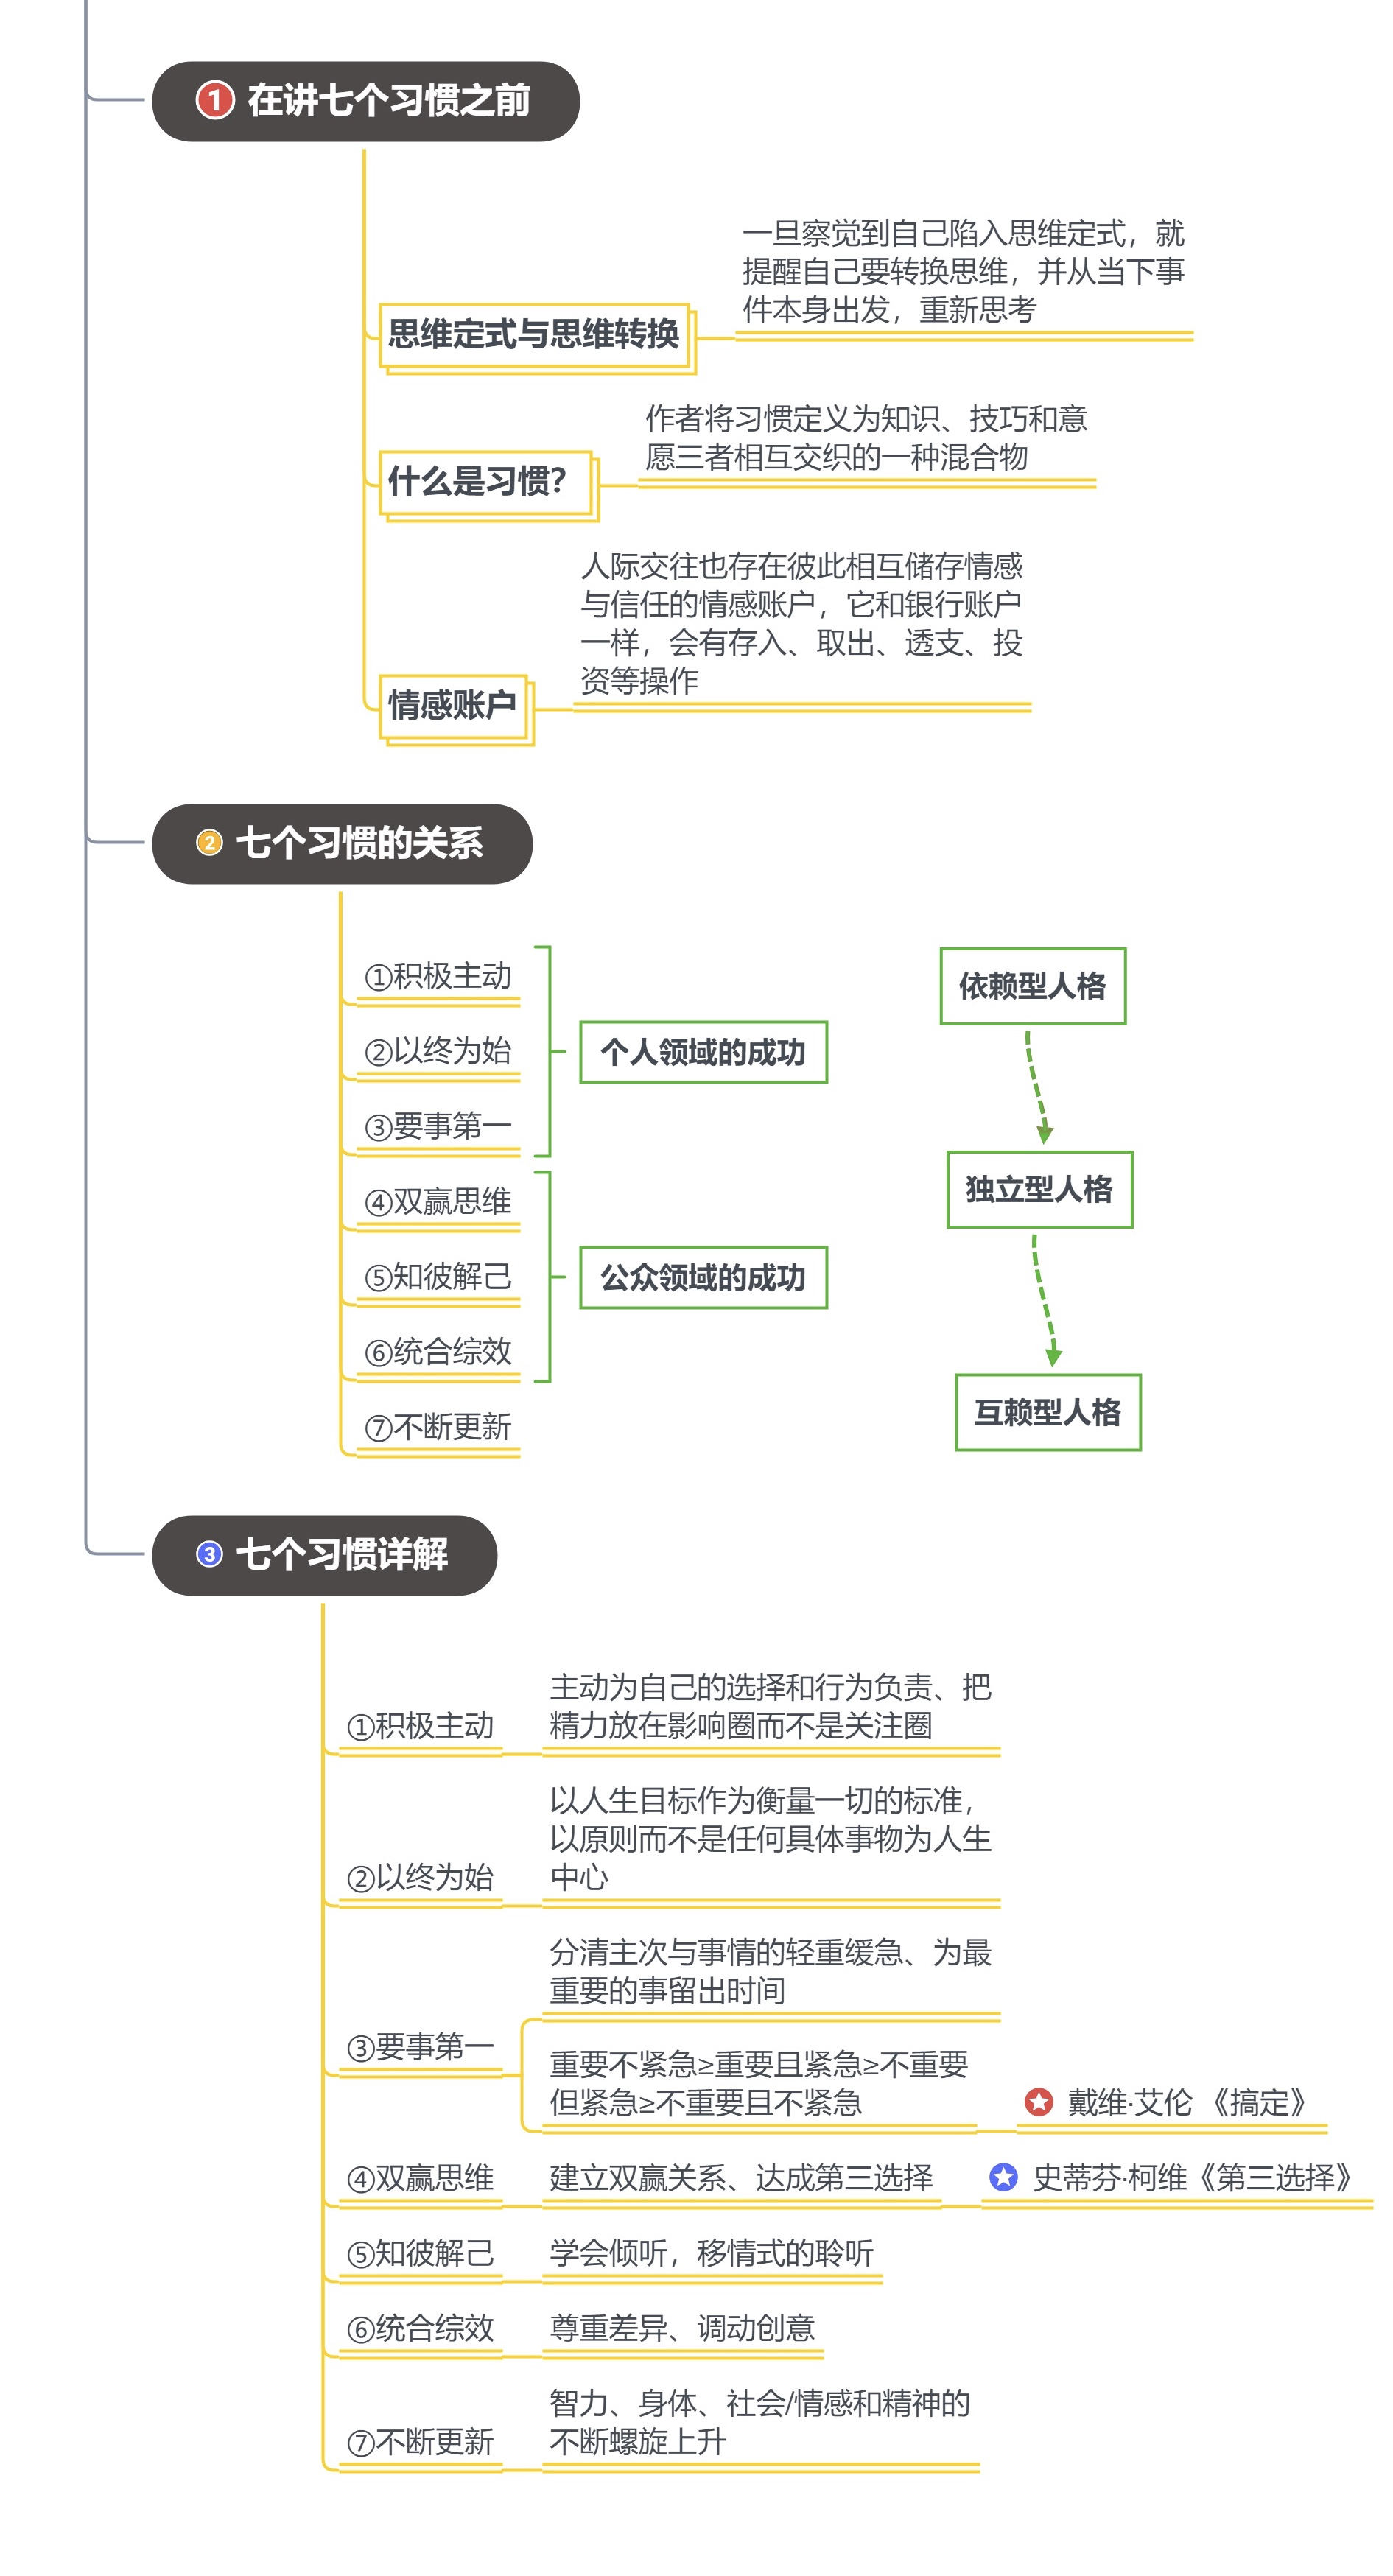 1 在讲七个习惯之前
一旦察觉到自己陷入思维定式，就
提醒自己要转换思维，并从当下事
件本身出发，重新思考
思维定式与思维转换
作者将习惯定义为知识、技巧和意
愿三者相互交织的一种混合物
什么是习惯？
人际交往也存在彼此相互储存情感
与信任的情感账户，它和银行账户
一样，会有存入、取出、透支、投
资等操作
情感账户
2 七个习惯的关系
①积极主动
②以终为始
③要事第一
个人领域的成功
④双赢思维
⑤知彼解己
⑥统合综效
公众领域的成功
⑦不断更新
依赖型人格
独立型人格
互赖型人格
3 七个习惯详解
①积极主动
主动为自己的选择和行为负责、把
精力放在影响圈而不是关注圈
②以终为始
以人生目标作为衡量一切的标准，
以原则而不是任何具体事物为人生
中心
③要事第一
分清主次与事情的轻重缓急、为最
重要的事留出时间
重要不紧急≥重要且紧急≥不重要
但紧急≥不重要且不紧急
戴维·艾伦 《搞定》
④双赢思维
建立双赢关系、达成第三选择
史蒂芬·柯维《第三选择》
⑤知彼解己
学会倾听，移情式的聆听
⑥统合综效
尊重差异、调动创意
⑦不断更新
智力、身体、社会/情感和精神的
不断螺旋上升